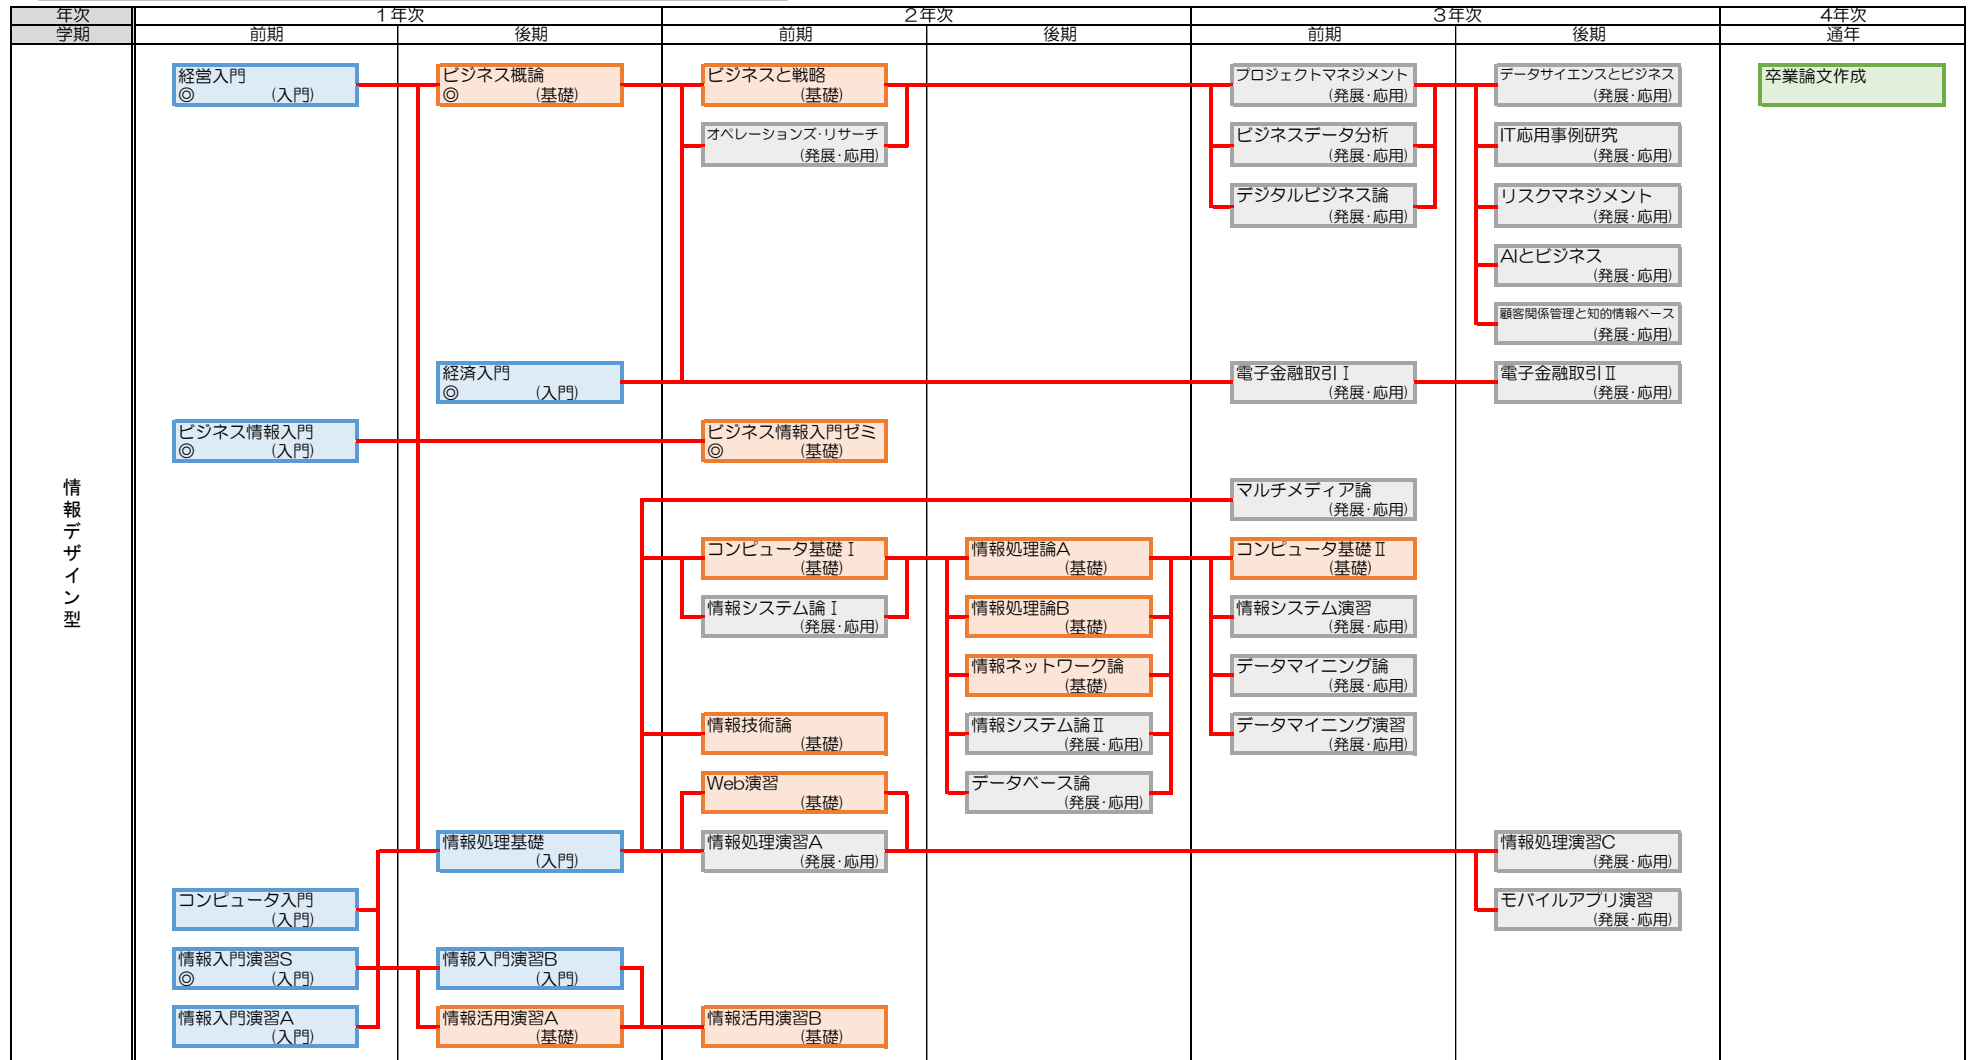 年次 1年次 2年次 3年次 4年次
学期 前期 後期 前期 後期 前期 後期 通年
経営入門
◎ (入門)
ビジネス概論
◎ (基礎)
ビジネスと戦略
(基礎)
プロジェクトマネジメント
(発展・応用)
データサイエンスとビジネス
(発展・応用)
卒業論文作成
オペレーションズ・リサーチ
(発展・応用)
ビジネスデータ分析
(発展・応用)
IT応用事例研究
(発展・応用)
デジタルビジネス論
(発展・応用)
リスクマネジメント
(発展・応用)
AIとビジネス
(発展・応用)
顧客関係管理と知的情報ベース
(発展・応用)
経済入門
◎ (入門)
電子金融取引Ⅰ
(発展・応用)
電子金融取引Ⅱ
(発展・応用)
ビジネス情報入門
◎ (入門)
ビジネス情報入門ゼミ
◎ (基礎)
情報デザイン型
マルチメディア論
(発展・応用)
コンピュータ基礎Ⅰ
(基礎)
情報処理論A
(基礎)
コンピュータ基礎Ⅱ
(基礎)
情報システム論Ⅰ
(発展・応用)
情報処理論B
(基礎)
情報システム演習
(発展・応用)
情報ネットワーク論
(基礎)
データマイニング論
(発展・応用)
情報技術論
(基礎)
情報システム論Ⅱ
(発展・応用)
データマイニング演習
(発展・応用)
Web演習
(基礎)
データベース論
(発展・応用)
情報処理基礎
(入門)
情報処理演習A
(発展・応用)
情報処理演習C
(発展・応用)
コンピュータ入門
(入門)
モバイルアプリ演習
(発展・応用)
情報入門演習S
◎ (入門)
情報入門演習B
(入門)
情報入門演習A
(入門)
情報活用演習A
(基礎)
情報活用演習B
(基礎)